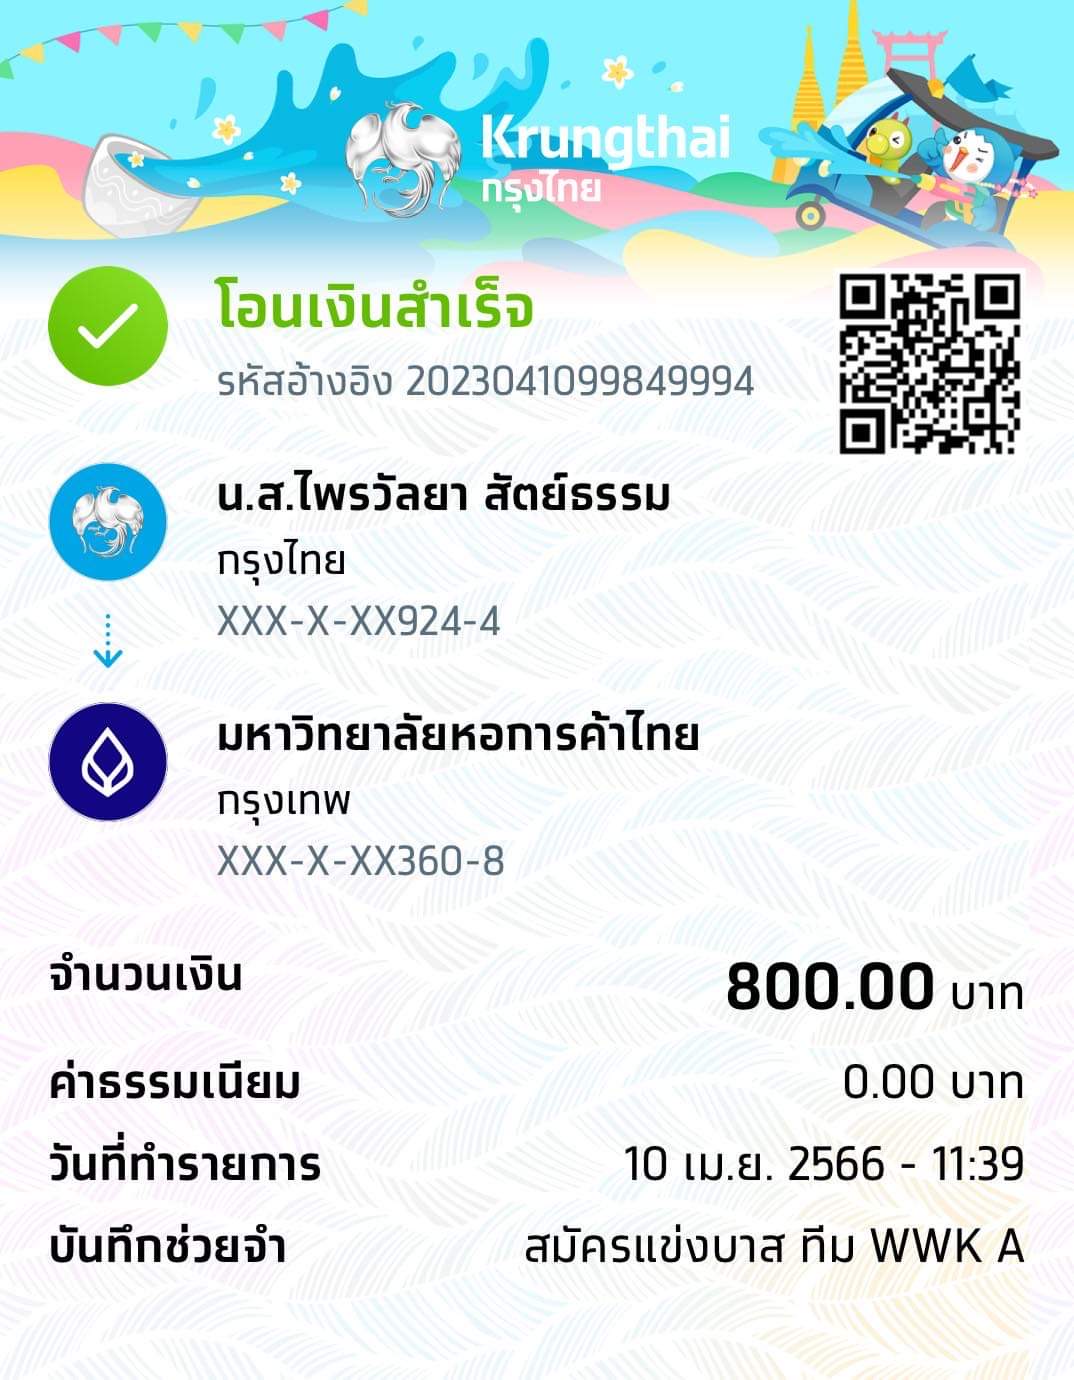 Krungthai
กรุงไทย
โอนเงินสำเร็จ
รหัสอ้างอิง 2023041099849994
น.ส.ไพรวัลยา สัตย์ธรรม
กรุงไทย
XXX-X-XX924-4
มหาวิทยาลัยหอการค้าไทย
กรุงเทพ
XXX-X-XX360-8
จำนวนเงิน 800.00 บาท
ค่าธรรมเนียม 0.00 บาท
วันที่ทำรายการ 10 เม.ย. 2566 - 11:39
บันทึกช่วยจำ สมัครแข่งบาส ทีม WWK A